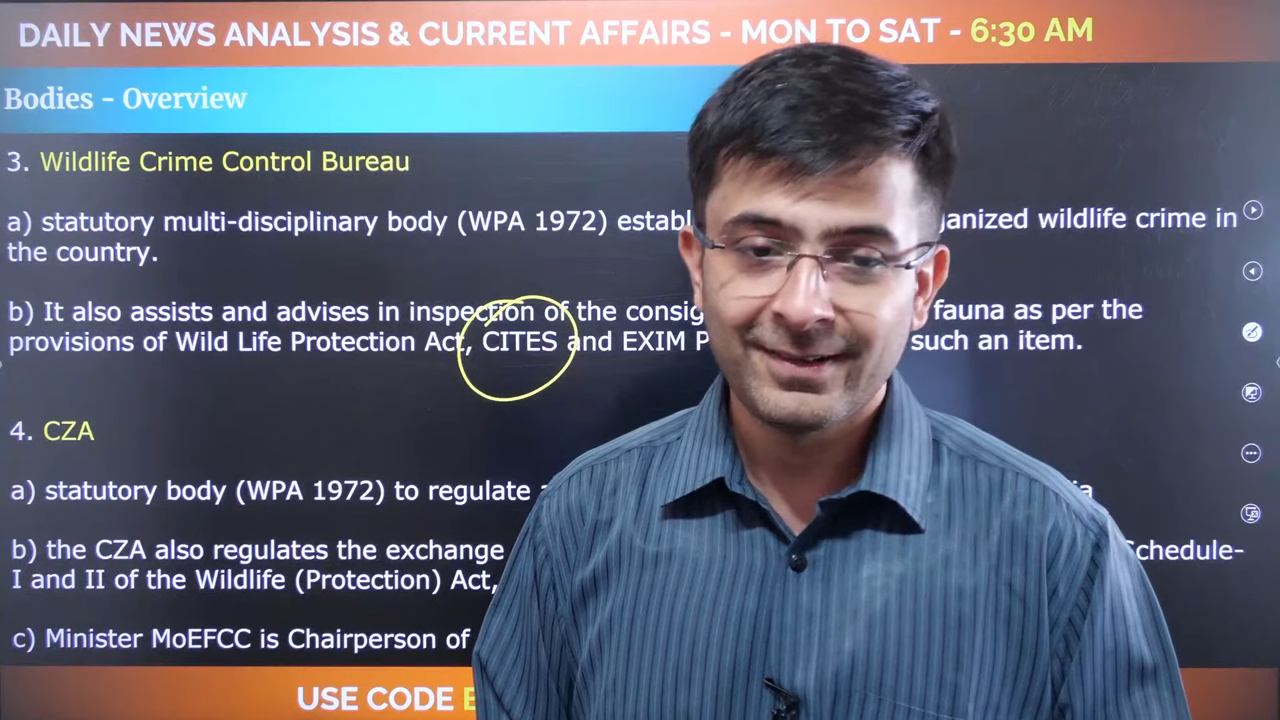 DAILY NEWS ANALYSIS & CURRENT AFFAIRS - MON TO SAT - 6:30 AM
Bodies - Overview
3. Wildlife Crime Control Bureau
a) statutory multi-disciplinary body (WPA 1972) wildlife crime in
the country.
b) It also assists and advises in inspection of the fauna as per the
provisions of Wild Life Protection Act, CITES and EXIM such an item.
4. CZA
a) statutory body (WPA 1972) to regulate
b) the CZA also regulates the exchange Schedule-
I and II of the Wildlife (Protection) Act,
c) Minister MoEFCC is Chairperson of
USE CODE